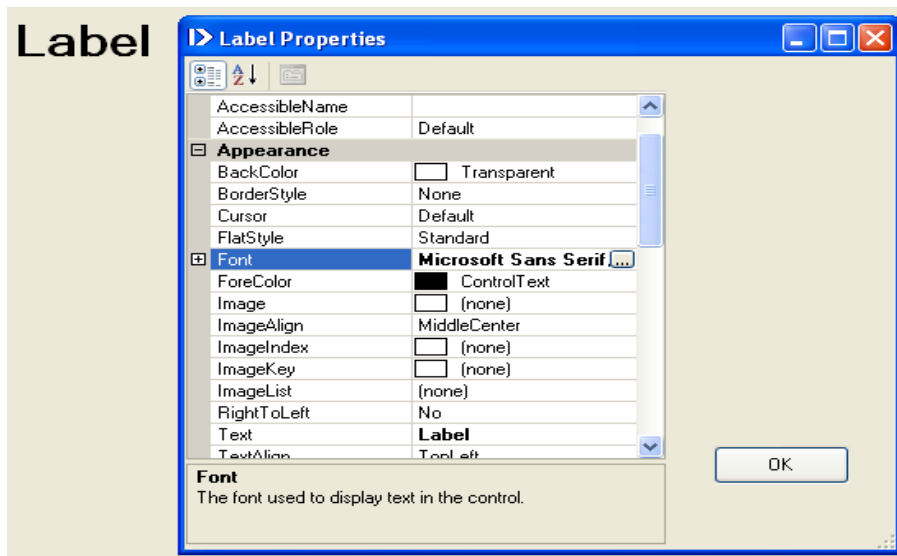 Label
Label Properties
AccessibleName
AccessibleRole Default
Appearance
BackColor Transparent
BorderStyle None
Cursor Default
FlatStyle Standard
Font Microsoft Sans Serif, ...
ForeColor ControlText
Image (none)
ImageAlign MiddleCenter
ImageIndex (none)
ImageKey (none)
ImageList (none)
RightToLeft No
Text Label
TextAlign TopLeft
OK
Font
The font used to display text in the control.